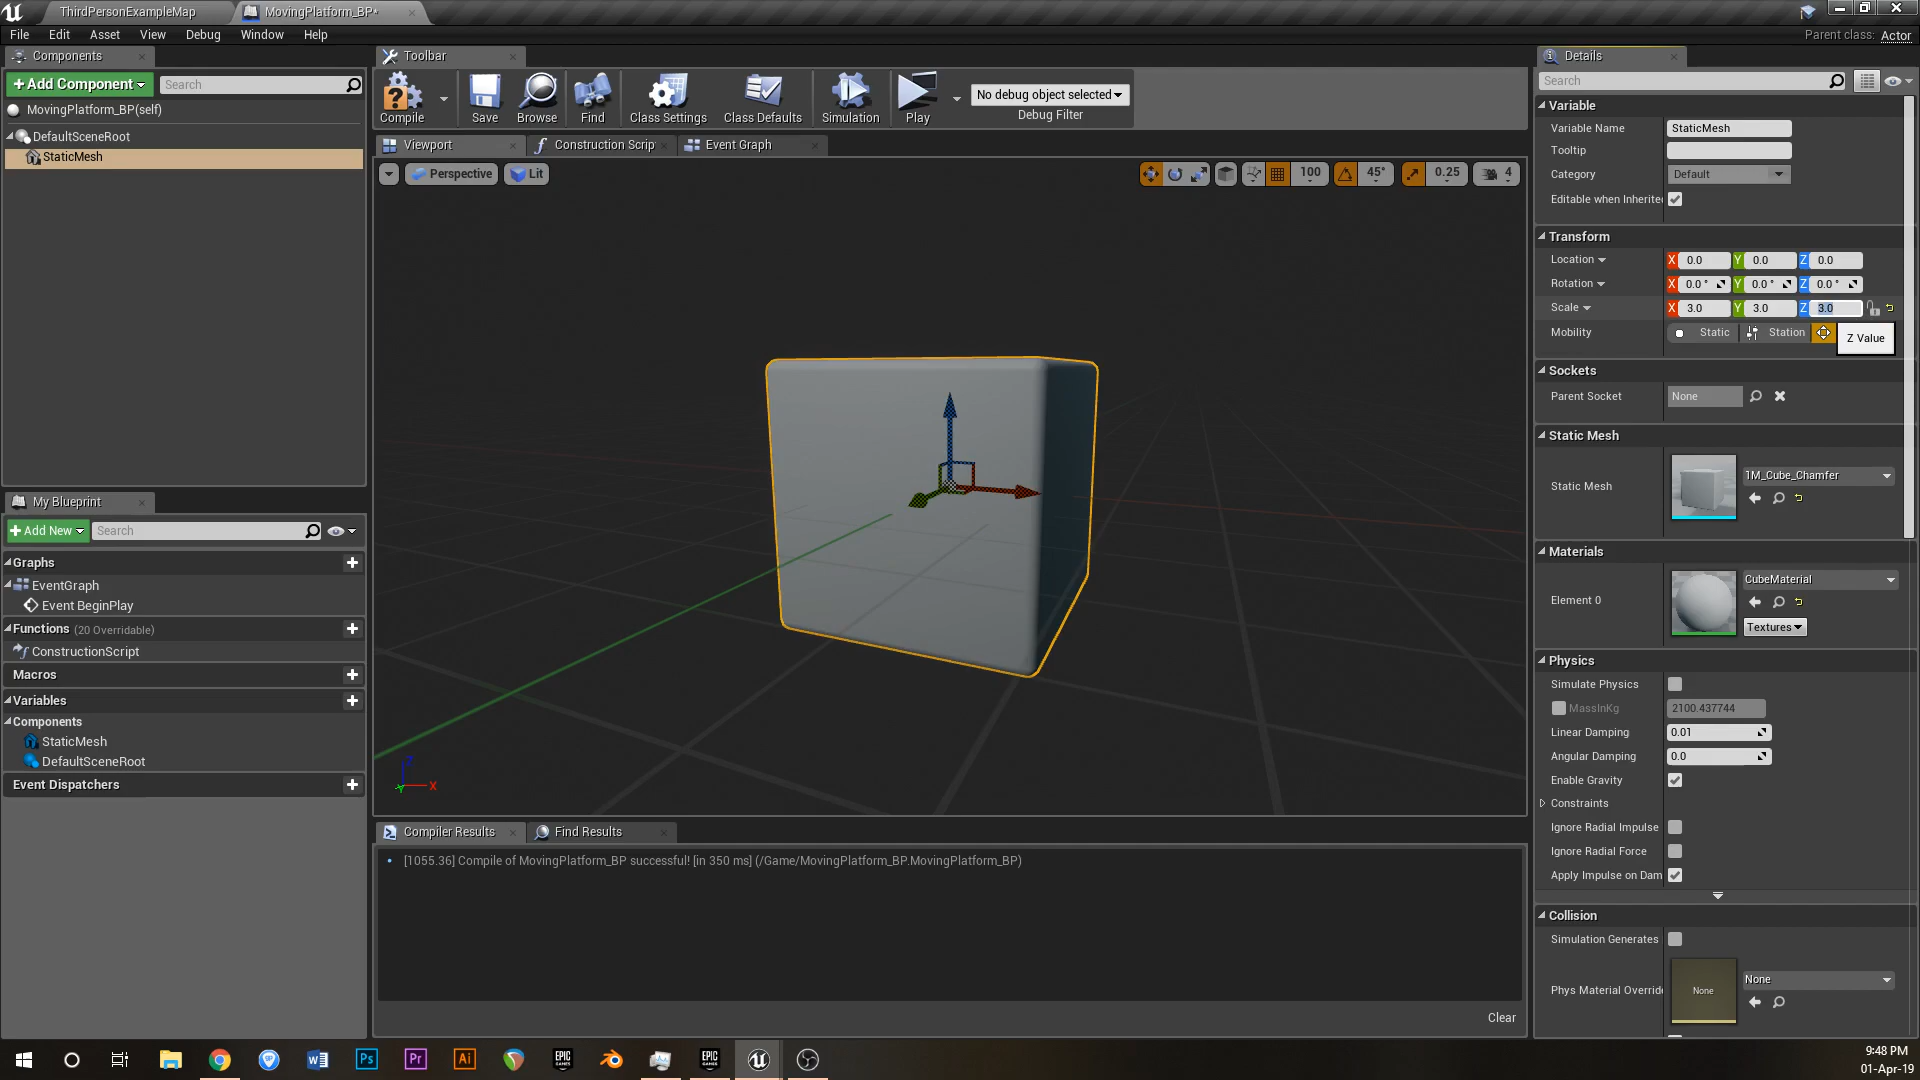 ThirdPersonExampleMap
MovingPlatform_BP*
File Edit Asset View Debug Window Help
Parent class: Actor
Components
Add Component
Search
MovingPlatform_BP(self)
DefaultSceneRoot
StaticMesh
Toolbar
Compile
Save
Browse
Find
Class Settings
Class Defaults
Simulation
Play
No debug object selected
Debug Filter
Viewport
Construction Scrip
Event Graph
Perspective
Lit
100
45°
0.25
4
X
Y
Z
My Blueprint
Add New
Search
Graphs
EventGraph
Event BeginPlay
Functions (20 Overridable)
ConstructionScript
Macros
Variables
Components
StaticMesh
DefaultSceneRoot
Event Dispatchers
Compiler Results
Find Results
[1055.36] Compile of MovingPlatform_BP successful! [in 350 ms] (/Game/MovingPlatform_BP.MovingPlatform_BP)
Clear
Details
Search
Variable
Variable Name StaticMesh
Tooltip
Category Default
Editable when Inherite
Transform
Location X 0.0 Y 0.0 Z 0.0
Rotation X 0.0 ° Y 0.0 ° Z 0.0 °
Scale X 3.0 Y 3.0 Z 3.0
Mobility Static Station
Z Value
Sockets
Parent Socket None
Static Mesh
Static Mesh 1M_Cube_Chamfer
Materials
Element 0 CubeMaterial
Textures
Physics
Simulate Physics
MassInKg 2100.437744
Linear Damping 0.01
Angular Damping 0.0
Enable Gravity
Constraints
Ignore Radial Impulse
Ignore Radial Force
Apply Impulse on Dam
Collision
Simulation Generates
Phys Material Overrid None
None
Ps
Pr
Ai
EPIC GAMES
EPIC GAMES
9:48 PM
01-Apr-19